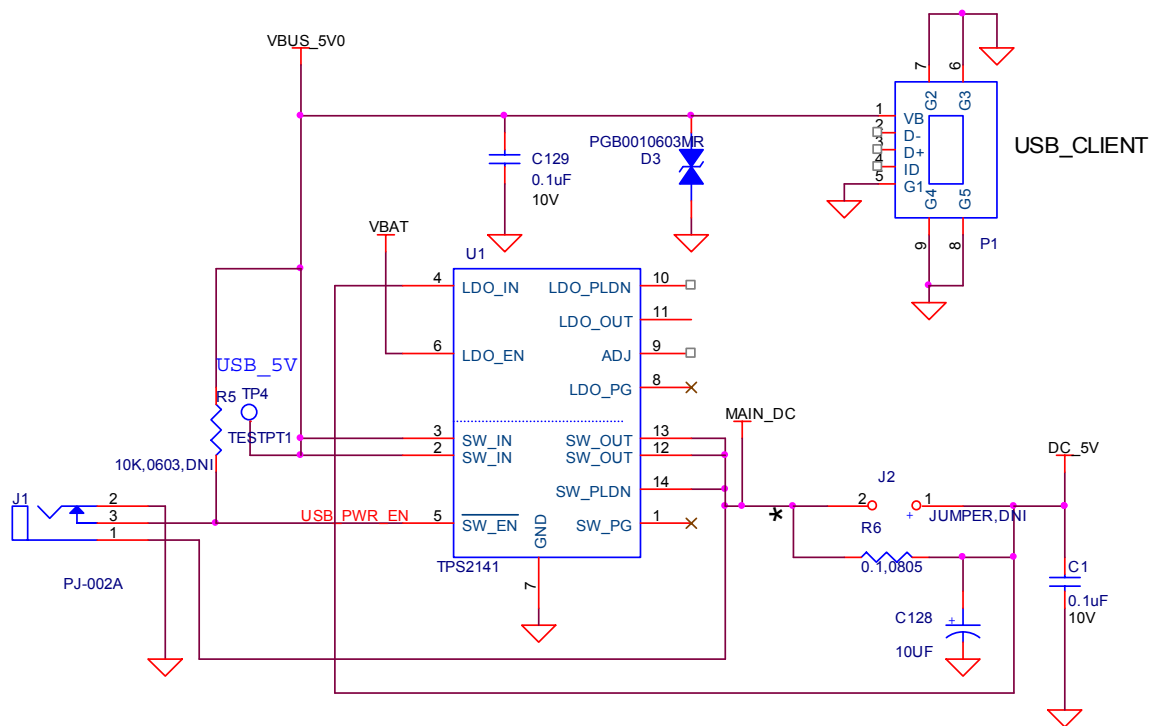 VBUS_5V0
7
6
G2
G3
1
VB
2
D-
3
D+
4
ID
5
G1
G4
G5
9
8
P1
USB_CLIENT
PGB0010603MR
D3
C129
0.1uF
10V
VBAT
U1
4
LDO_IN
LDO_PLDN
10
LDO_OUT
11
6
LDO_EN
ADJ
9
LDO_PG
8
USB_5V
R5
TP4
TESTPT1
10K,0603,DNI
3
SW_IN
2
SW_IN
SW_OUT
13
SW_OUT
12
SW_PLDN
14
5
SW_EN
SW_PG
1
GND
7
TPS2141
USB_PWR_EN
J1
2
3
1
PJ-002A
MAIN_DC
*
J2
2
1
+
JUMPER,DNI
R6
0.1,0805
DC_5V
C1
0.1uF
10V
C128
+
10UF